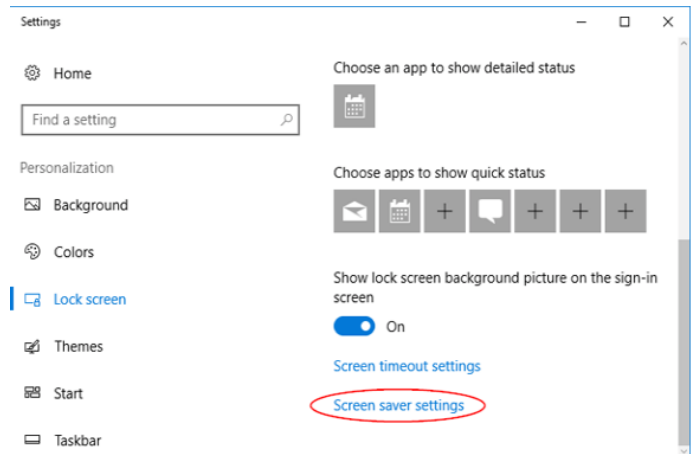 Settings
Home
Find a setting
Personalization
Background
Colors
Lock screen
Themes
Start
Taskbar
Choose an app to show detailed status
Choose apps to show quick status
Show lock screen background picture on the sign-in
screen
On
Screen timeout settings
Screen saver settings